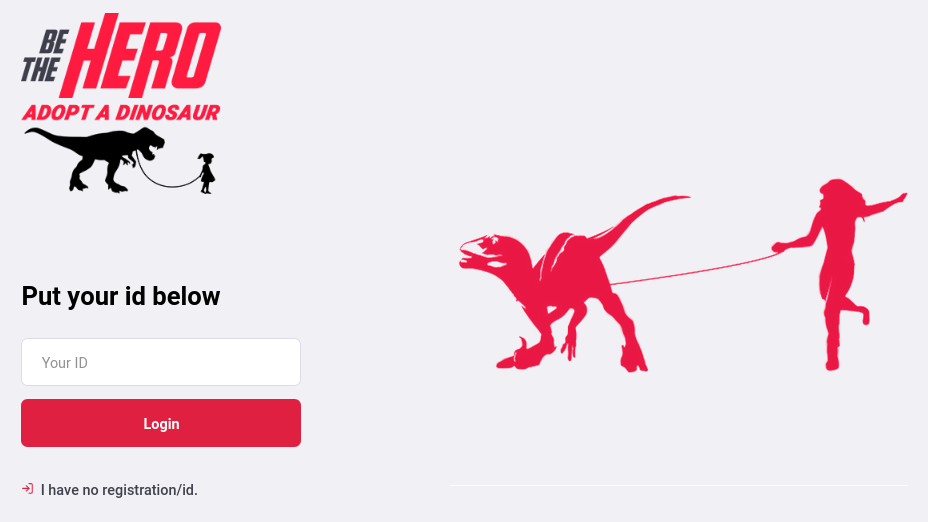 BE
THE HERO
ADOPT A DINOSAUR
Put your id below
Your ID
Login
I have no registration/id.